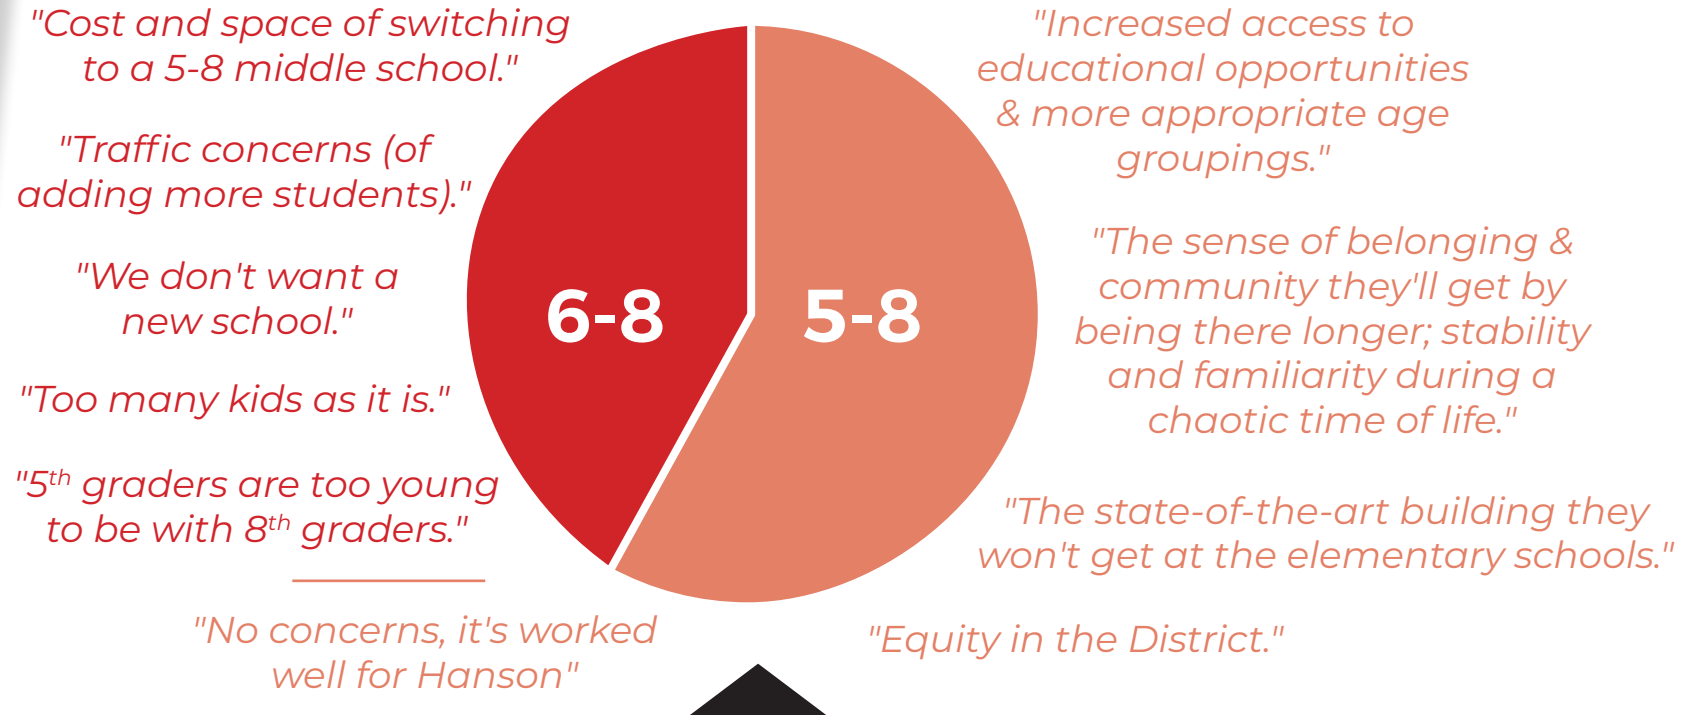 "Cost and space of switching
to a 5-8 middle school."
"Traffic concerns (of
adding more students)."
"We don't want a
new school."
"Too many kids as it is."
"5th graders are too young
to be with 8th graders."
"No concerns, it's worked
well for Hanson"
6-8
5-8
"Increased access to
educational opportunities
& more appropriate age
groupings."
"The sense of belonging &
community they'll get by
being there longer; stability
and familiarity during a
chaotic time of life."
"The state-of-the-art building they
won't get at the elementary schools."
"Equity in the District."